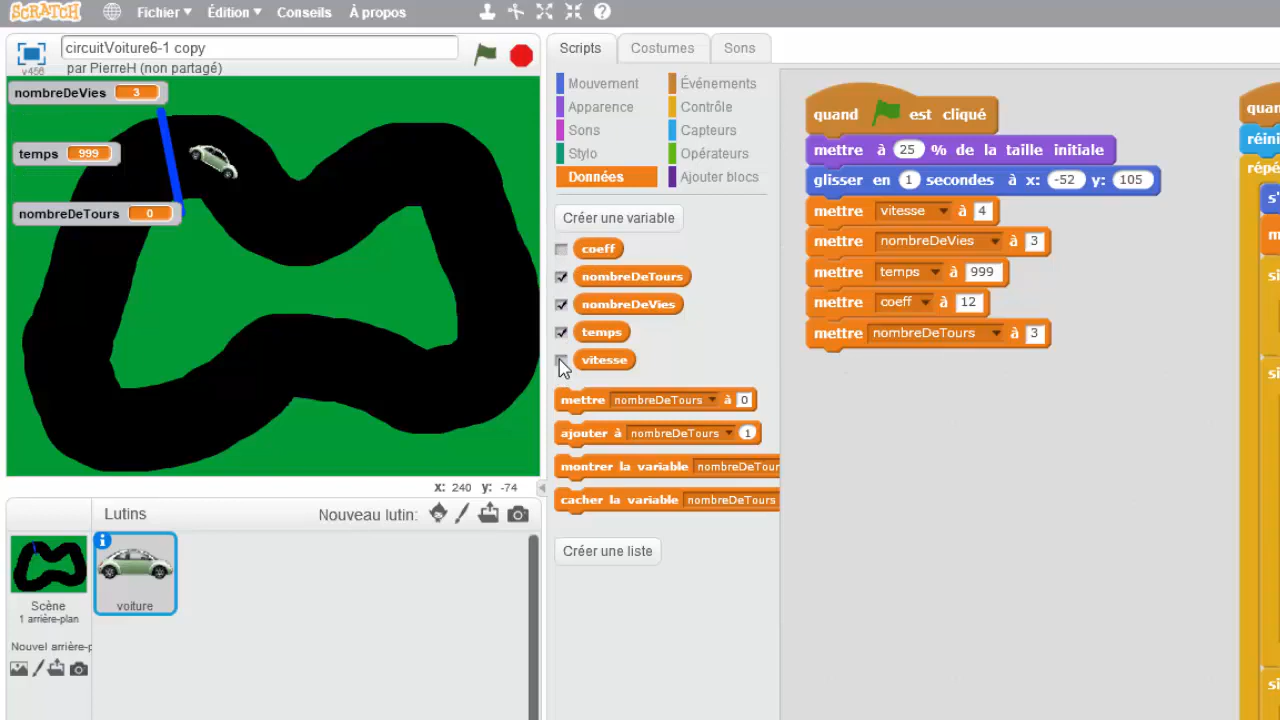 SCRATCH Fichier Édition Conseils À propos
circuitVoiture6-1 copy
par PierreH (non partagé)
v456
nombreDeVies 3
temps 999
nombreDeTours 0
x: 240 y: -74
Lutins Nouveau lutin:
Scène
1 arrière-plan
voiture
Nouvel arrière-p
Scripts Costumes Sons
Mouvement Événements
Apparence Contrôle
Sons Capteurs
Stylo Opérateurs
Données Ajouter blocs
Créer une variable
coeff
nombreDeTours
nombreDeVies
temps
vitesse
mettre nombreDeTours à 0
ajouter à nombreDeTours 1
montrer la variable nombreDeTour
cacher la variable nombreDeTours
Créer une liste
quand est cliqué
mettre à 25 % de la taille initiale
glisser en 1 secondes à x: -52 y: 105
mettre vitesse à 4
mettre nombreDeVies à 3
mettre temps à 999
mettre coeff à 12
mettre nombreDeTours à 3
quan
réini
répé
s'
m
si
si
si